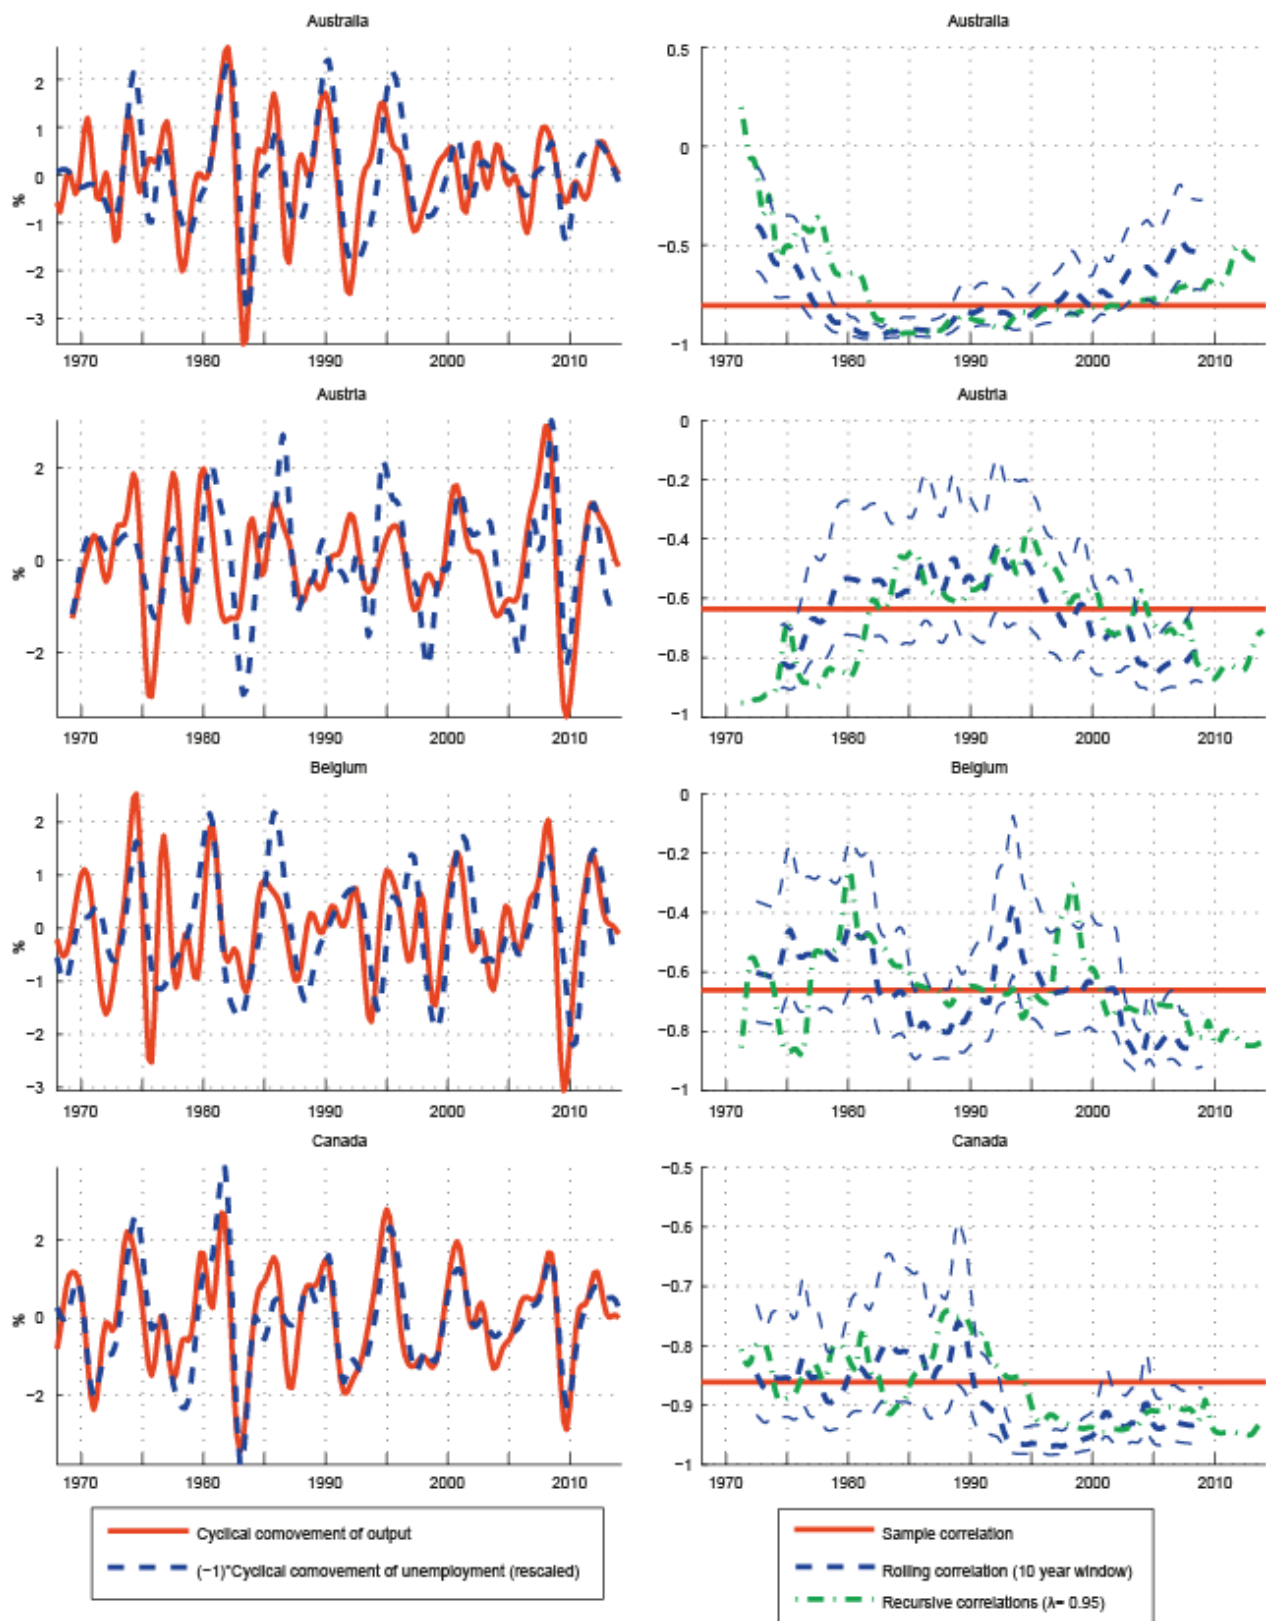 Australia
Australia
2
1
0
−1
−2
−3
%
1970 1980 1990 2000 2010
0.5
0
−0.5
−1
1970 1980 1990 2000 2010
Austria
Austria
2
0
−2
%
1970 1980 1990 2000 2010
0
−0.2
−0.4
−0.6
−0.8
−1
1970 1980 1990 2000 2010
Belgium
Belgium
2
1
0
−1
−2
−3
%
1970 1980 1990 2000 2010
0
−0.2
−0.4
−0.6
−0.8
−1
1970 1980 1990 2000 2010
Canada
Canada
2
0
−2
%
1970 1980 1990 2000 2010
−0.5
−0.6
−0.7
−0.8
−0.9
−1
1970 1980 1990 2000 2010
Cyclical comovement of output
(−1)*Cyclical comovement of unemployment (rescaled)
Sample correlation
Rolling correlation (10 year window)
Recursive correlations (λ= 0.95)